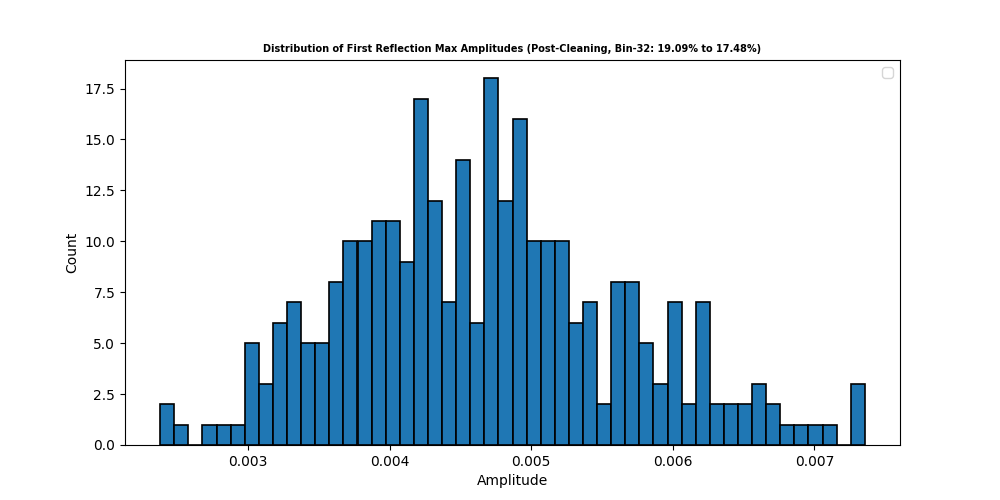 Distribution of First Reflection Max Amplitudes (Post-Cleaning, Bin-32: 19.09% to 17.48%)
17.5
15.0
12.5
10.0
7.5
5.0
2.5
0.0
Count
0.003 0.004 0.005 0.006 0.007
Amplitude